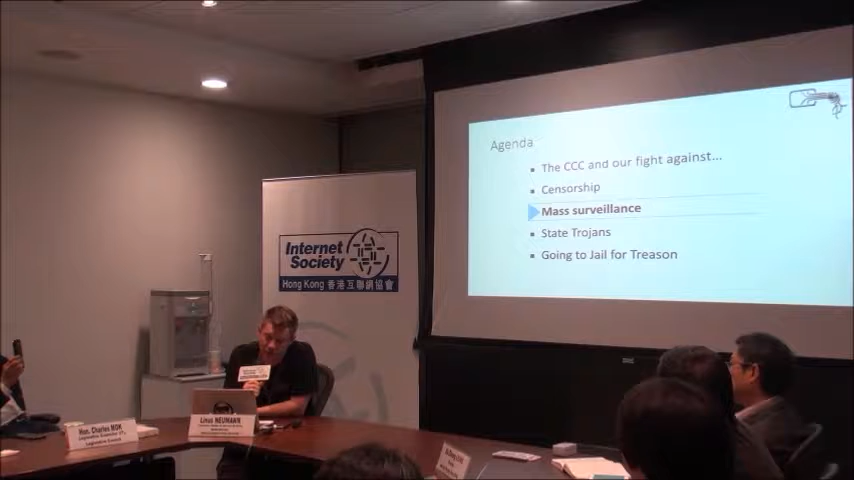 Agenda
The CCC and our fight against...
Censorship
Mass surveillance
State Trojans
Going to Jail for Treason
Internet
Society
Hong Kong 香港互聯網協會
Hon. Charles MOK
Linus NEUMANN